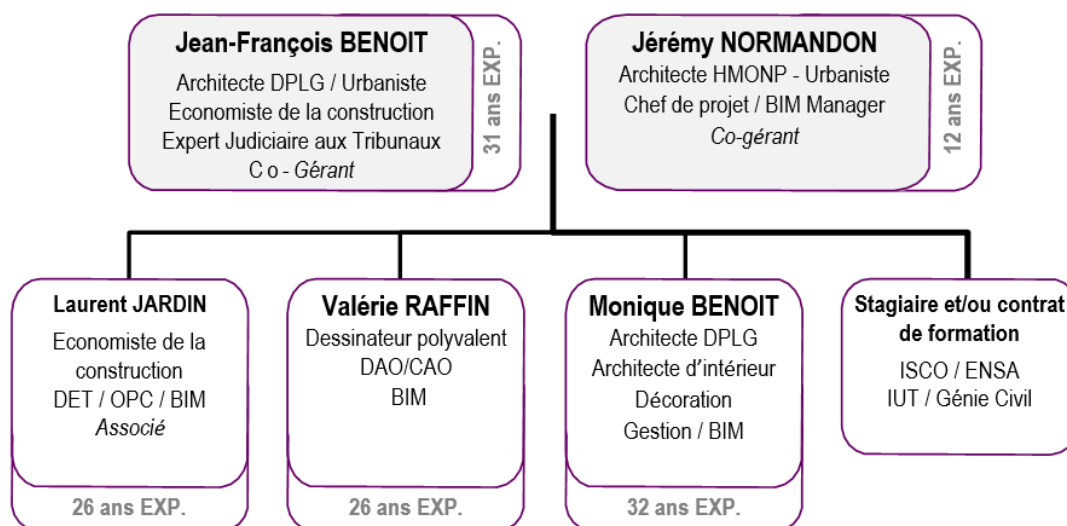 Jean-François BENOIT
Architecte DPLG / Urbaniste
Economiste de la construction
Expert Judiciaire aux Tribunaux
C o - Gérant
31 ans EXP.
Jérémy NORMANDON
Architecte HMONP - Urbaniste
Chef de projet / BIM Manager
Co-gérant
12 ans EXP.
Laurent JARDIN
Economiste de la
construction
DET / OPC / BIM
Associé
26 ans EXP.
Valérie RAFFIN
Dessinateur polyvalent
DAO/CAO
BIM
26 ans EXP.
Monique BENOIT
Architecte DPLG
Architecte d'intérieur
Décoration
Gestion / BIM
32 ans EXP.
Stagiaire et/ou contrat
de formation
ISCO / ENSA
IUT / Génie Civil